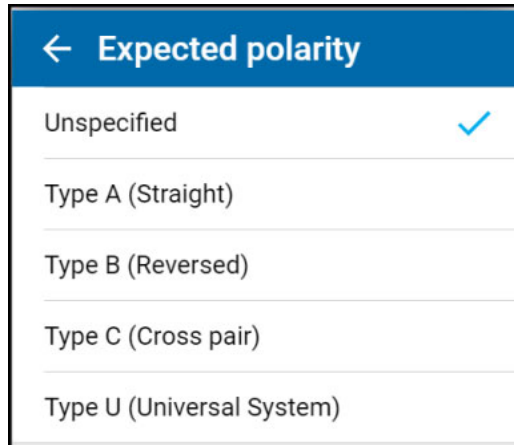 Expected polarity
Unspecified
Type A (Straight)
Type B (Reversed)
Type C (Cross pair)
Type U (Universal System)